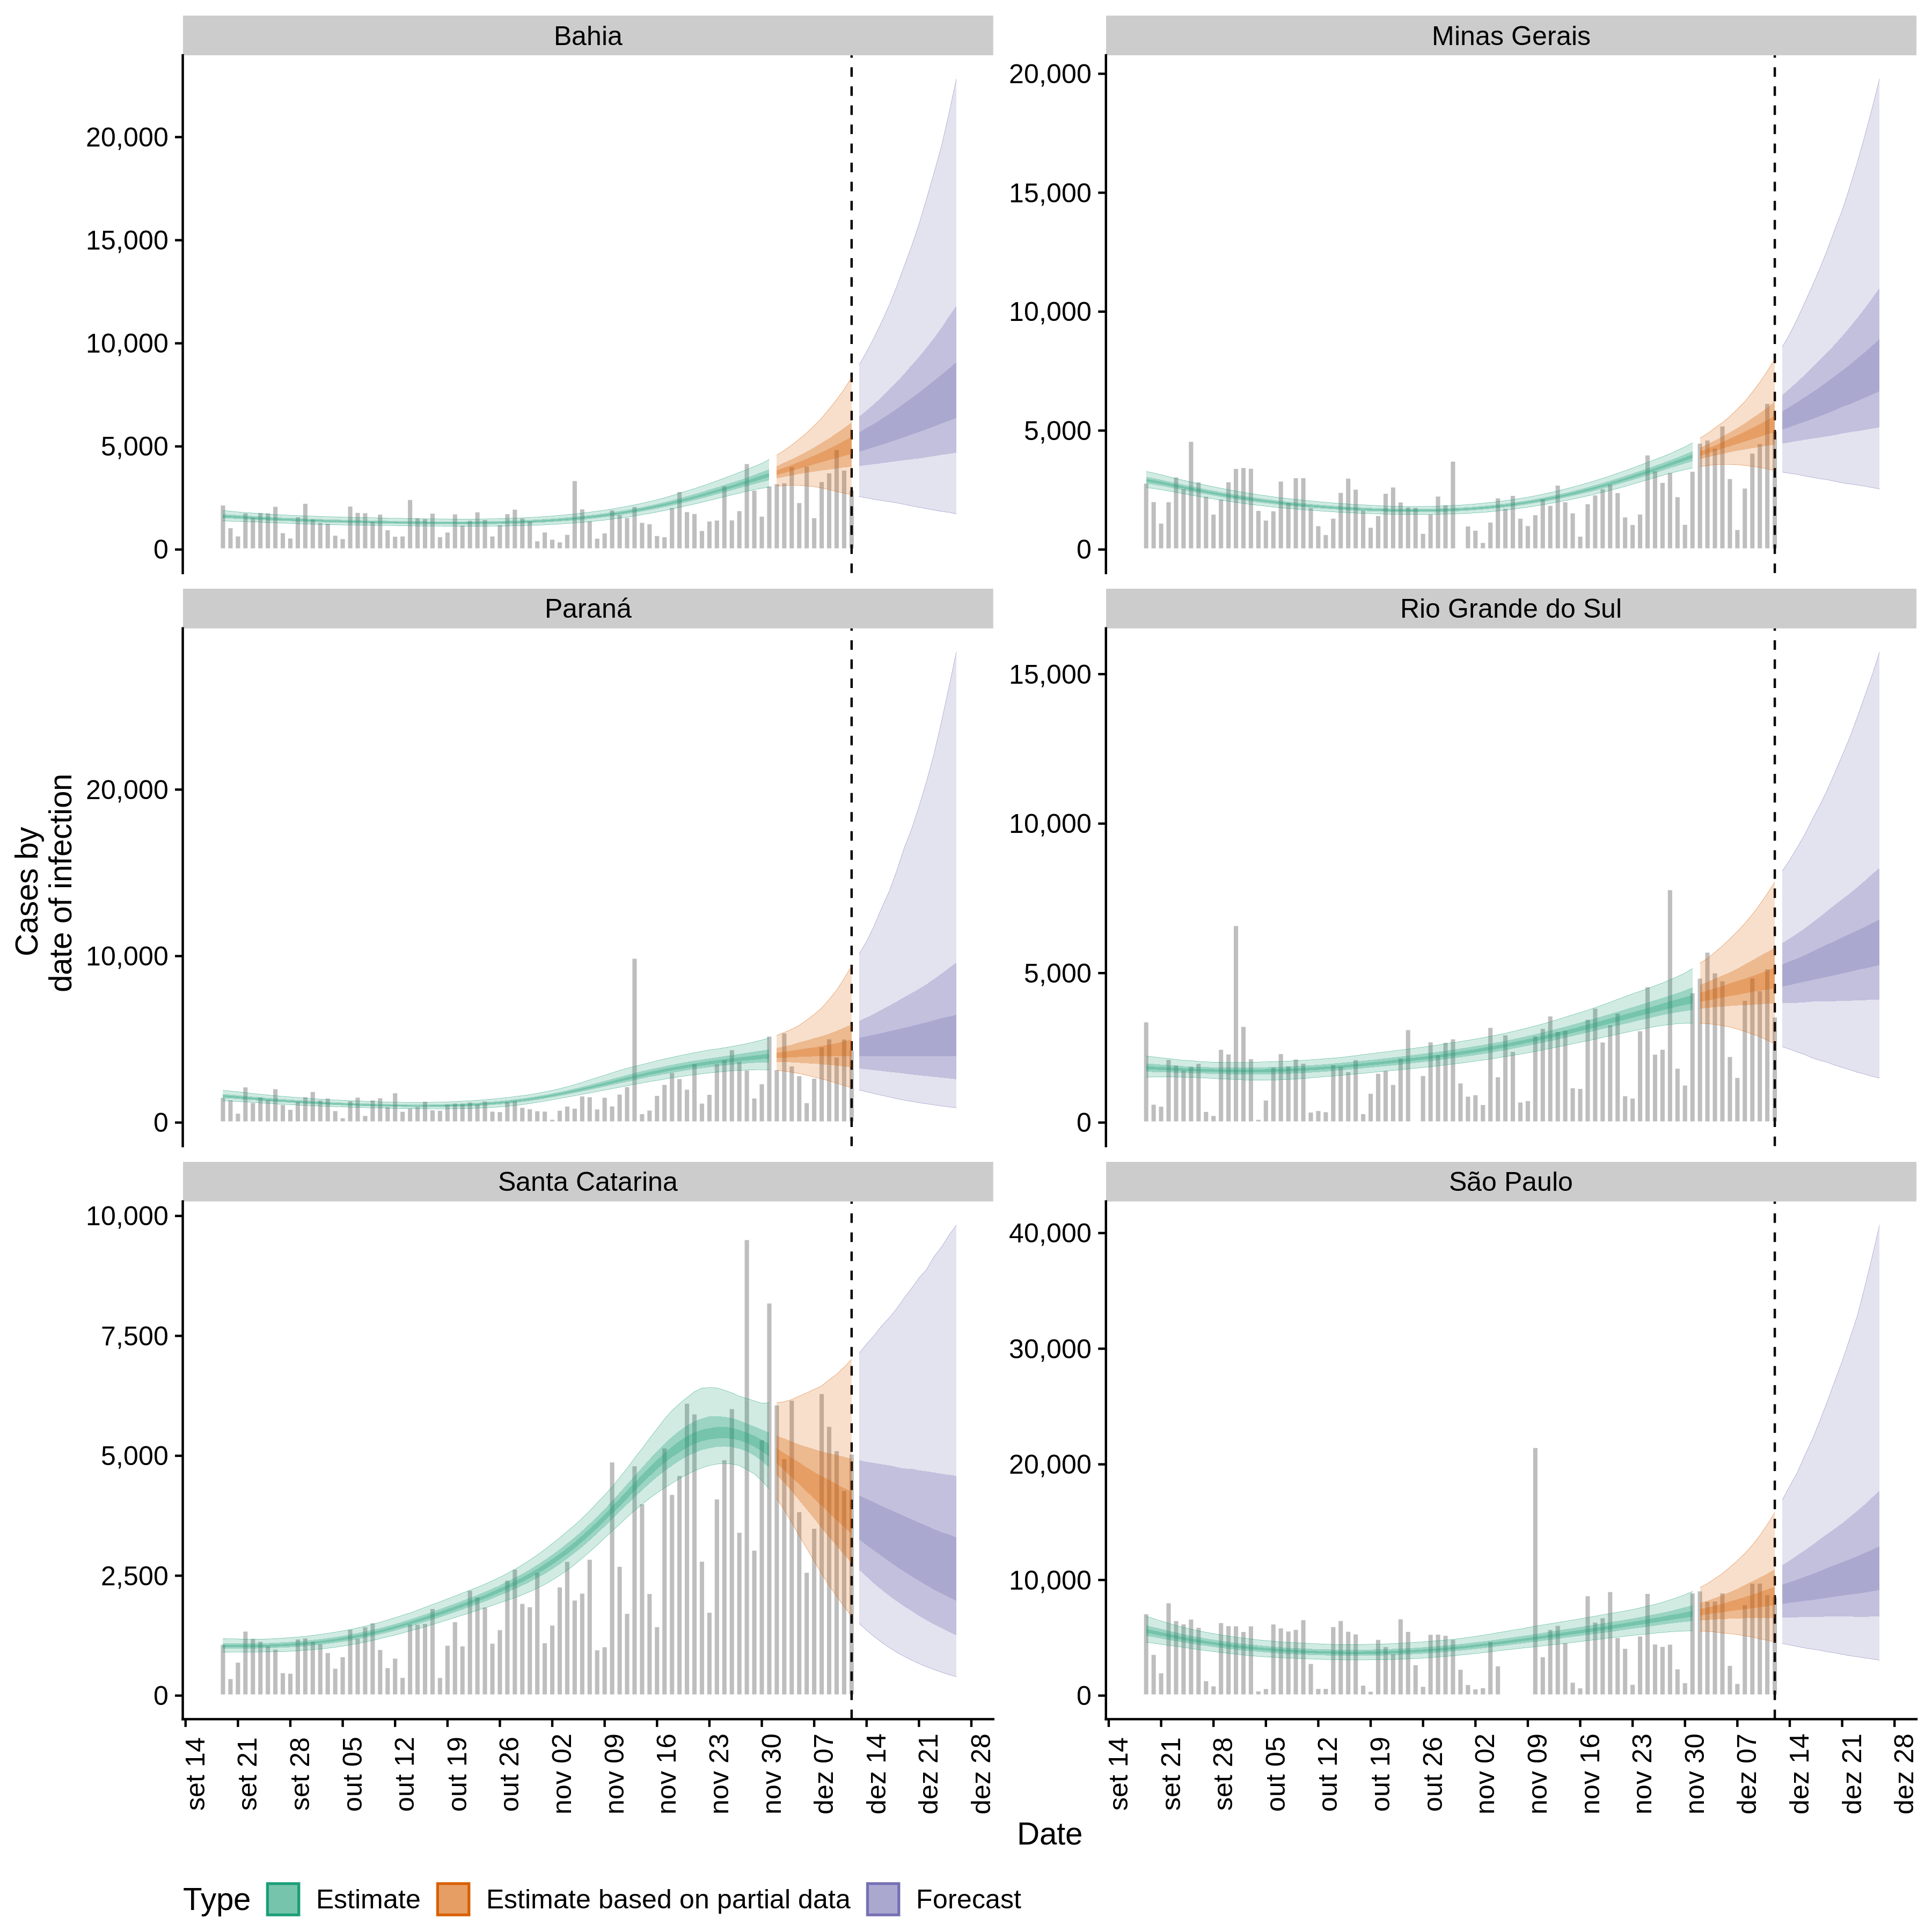 Bahia
Minas Gerais
20,000
15,000
10,000
5,000
0
20,000
15,000
10,000
5,000
0
Paraná
Rio Grande do Sul
20,000
10,000
0
15,000
10,000
5,000
0
Santa Catarina
São Paulo
10,000
7,500
5,000
2,500
0
40,000
30,000
20,000
10,000
0
Cases by
date of infection
set 14
set 21
set 28
out 05
out 12
out 19
out 26
nov 02
nov 09
nov 16
nov 23
nov 30
dez 07
dez 14
dez 21
dez 28
set 14
set 21
set 28
out 05
out 12
out 19
out 26
nov 02
nov 09
nov 16
nov 23
nov 30
dez 07
dez 14
dez 21
dez 28
Date
Type Estimate Estimate based on partial data Forecast